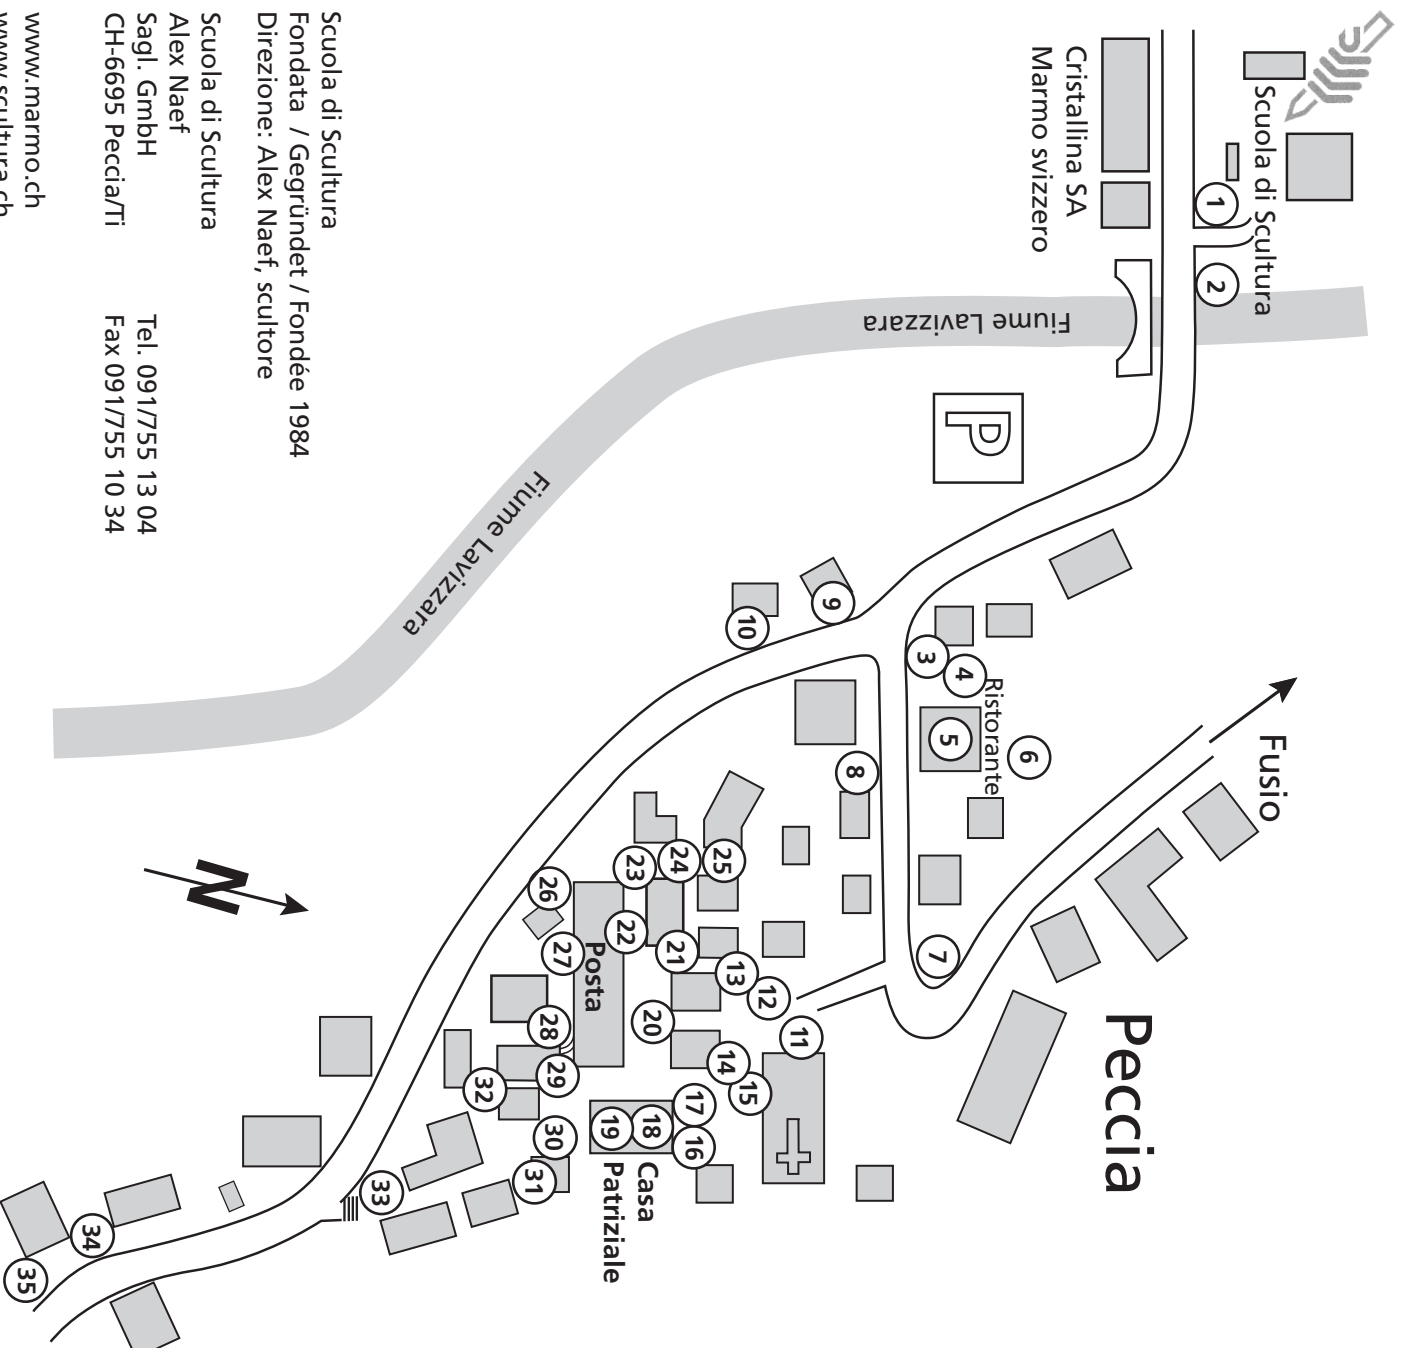 Scuola di Scultura
1
2
Cristallina SA
Marmo svizzero
Fiume Lavizzara
P
Fiume Lavizzara
Fusio
Peccia
Ristorante
3
4
5
6
7
8
9
10
11
12
13
14
15
16
17
18
19
20
21
22
23
24
25
26
27
28
29
30
31
32
33
34
35
Posta
Casa
Patriziale
N
Scuola di Scultura
Fondata / Gegründet / Fondée 1984
Direzione: Alex Naef, scultore
Scuola di Scultura
Alex Naef
Sagl. GmbH Tel. 091/755 13 04
CH-6695 Peccia/Ti Fax 091/755 10 34
www.marmo.ch
www.scultura.ch